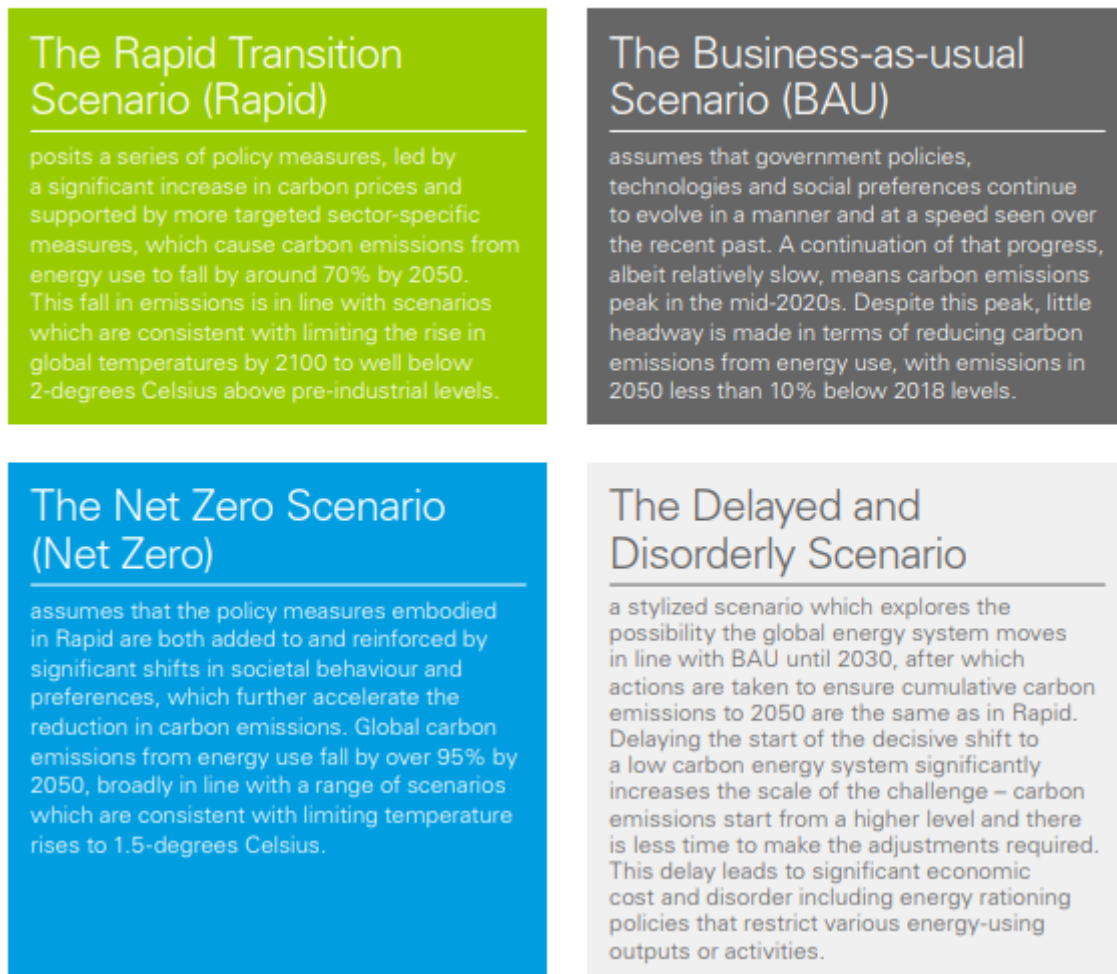 The Rapid Transition
Scenario (Rapid)
posits a series of policy measures, led by
a significant increase in carbon prices and
supported by more targeted sector-specific
measures, which cause carbon emissions from
energy use to fall by around 70% by 2050.
This fall in emissions is in line with scenarios
which are consistent with limiting the rise in
global temperatures by 2100 to well below
2-degrees Celsius above pre-industrial levels.
The Business-as-usual
Scenario (BAU)
assumes that government policies,
technologies and social preferences continue
to evolve in a manner and at a speed seen over
the recent past. A continuation of that progress,
albeit relatively slow, means carbon emissions
peak in the mid-2020s. Despite this peak, little
headway is made in terms of reducing carbon
emissions from energy use, with emissions in
2050 less than 10% below 2018 levels.
The Net Zero Scenario
(Net Zero)
assumes that the policy measures embodied
in Rapid are both added to and reinforced by
significant shifts in societal behaviour and
preferences, which further accelerate the
reduction in carbon emissions. Global carbon
emissions from energy use fall by over 95% by
2050, broadly in line with a range of scenarios
which are consistent with limiting temperature
rises to 1.5-degrees Celsius.
The Delayed and
Disorderly Scenario
a stylized scenario which explores the
possibility the global energy system moves
in line with BAU until 2030, after which
actions are taken to ensure cumulative carbon
emissions to 2050 are the same as in Rapid.
Delaying the start of the decisive shift to
a low carbon energy system significantly
increases the scale of the challenge – carbon
emissions start from a higher level and there
is less time to make the adjustments required.
This delay leads to significant economic
cost and disorder including energy rationing
policies that restrict various energy-using
outputs or activities.